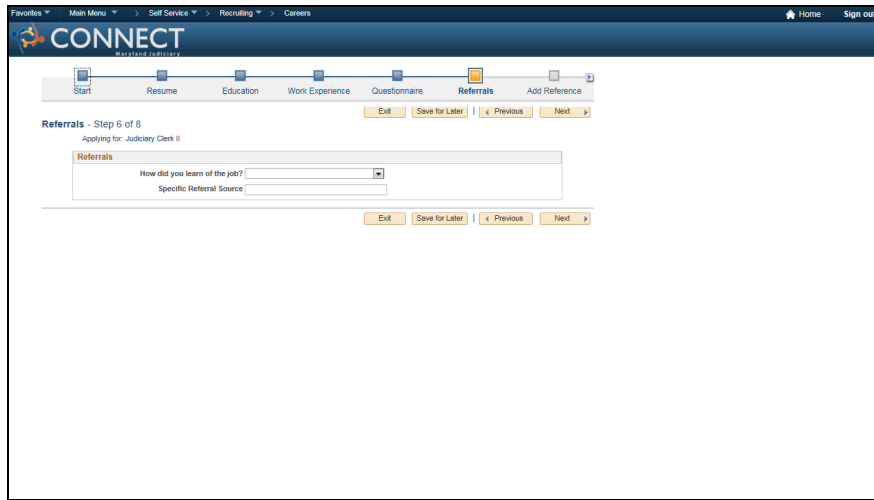 Favorites Main Menu > Self Service > Recruiting > Careers Home Sign out
CONNECT
Maryland Judiciary
Start Resume Education Work Experience Questionnaire Referrals Add Reference
Exit Save for Later | Previous Next
Referrals - Step 6 of 8
Applying for: Judiciary Clerk II
Referrals
How did you learn of the job?
Specific Referral Source
Exit Save for Later | Previous Next